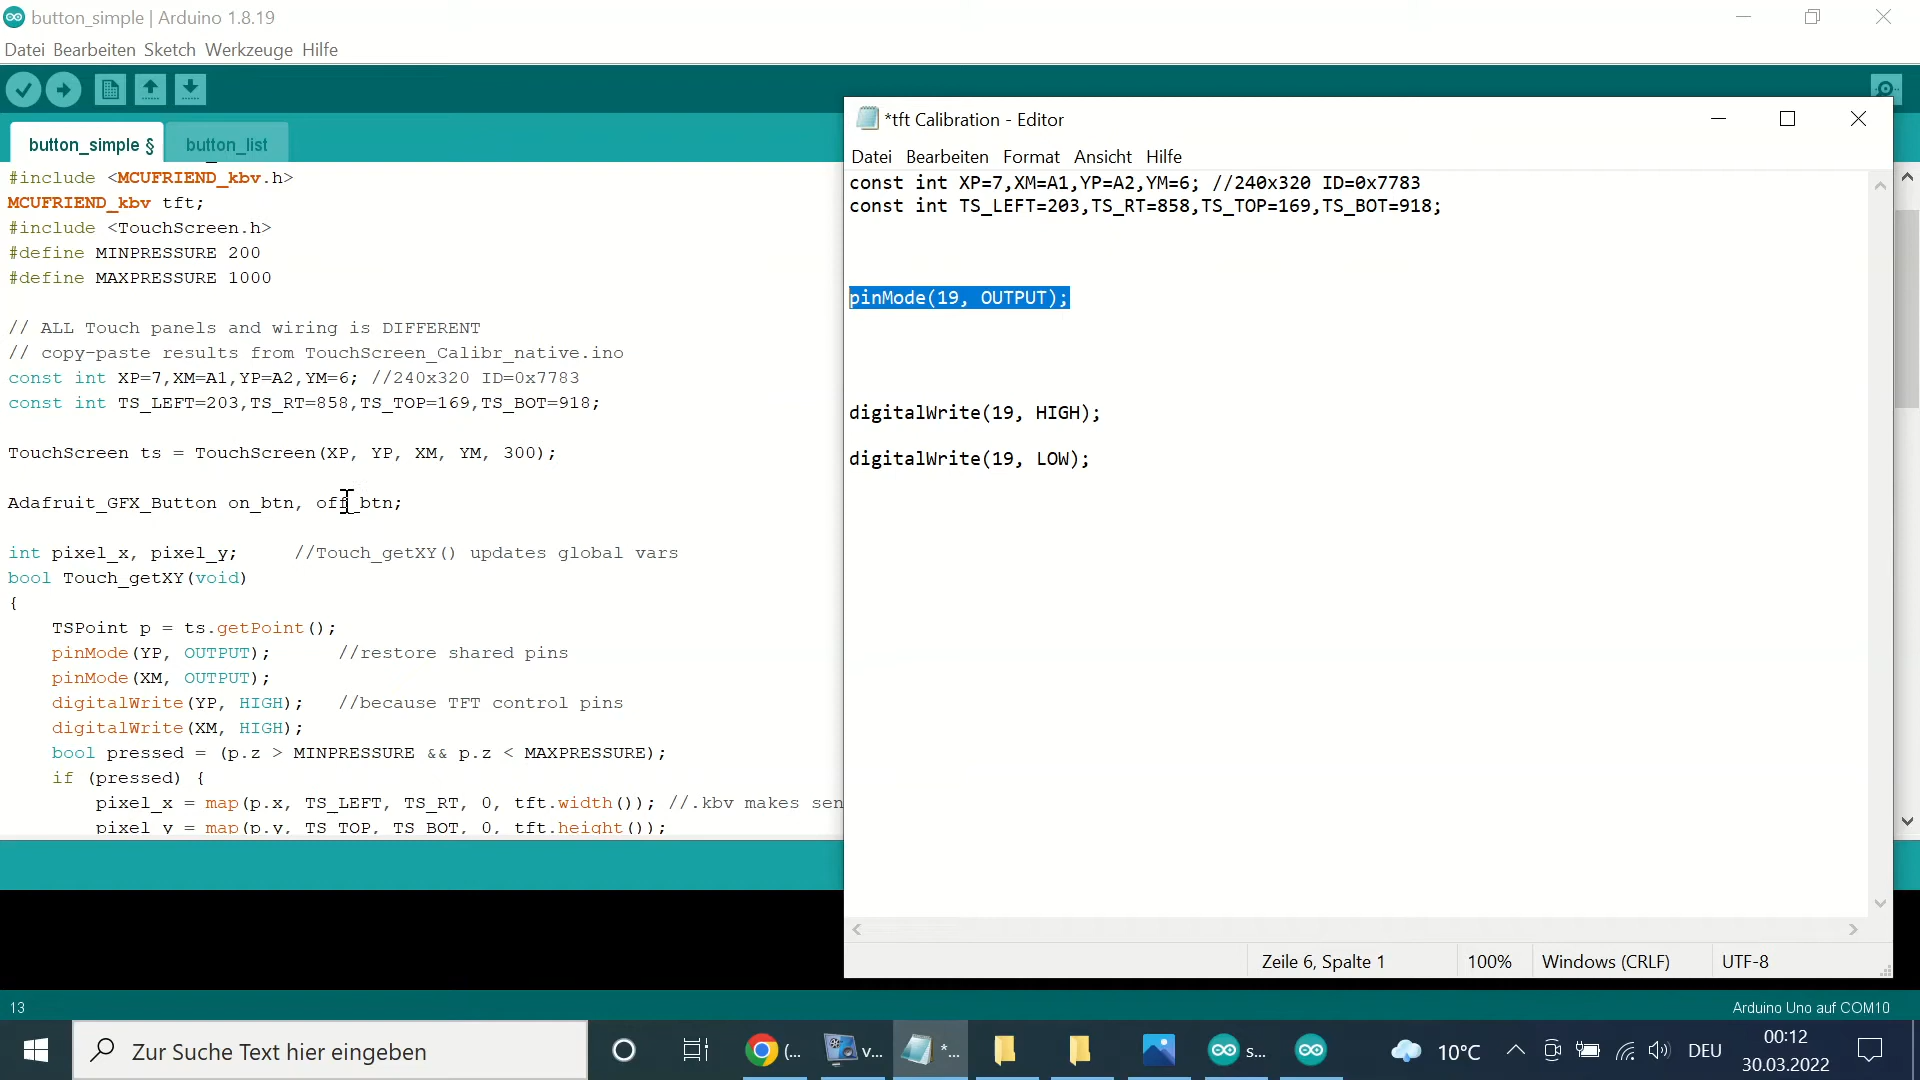 button_simple | Arduino 1.8.19
Datei Bearbeiten Sketch Werkzeuge Hilfe
button_simple §
button_list
#include <MCUFRIEND_kbv.h>
MCUFRIEND_kbv tft;
#include <TouchScreen.h>
#define MINPRESSURE 200
#define MAXPRESSURE 1000
// ALL Touch panels and wiring is DIFFERENT
// copy-paste results from TouchScreen_Calibr_native.ino
const int XP=7,XM=A1,YP=A2,YM=6; //240x320 ID=0x7783
const int TS_LEFT=203,TS_RT=858,TS_TOP=169,TS_BOT=918;
TouchScreen ts = TouchScreen(XP, YP, XM, YM, 300);
Adafruit_GFX_Button on_btn, off_btn;
int pixel_x, pixel_y;     //Touch_getXY() updates global vars
bool Touch_getXY(void)
{
    TSPoint p = ts.getPoint();
    pinMode(YP, OUTPUT);      //restore shared pins
    pinMode(XM, OUTPUT);
    digitalWrite(YP, HIGH);   //because TFT control pins
    digitalWrite(XM, HIGH);
    bool pressed = (p.z > MINPRESSURE && p.z < MAXPRESSURE);
    if (pressed) {
        pixel_x = map(p.x, TS_LEFT, TS_RT, 0, tft.width()); //.kbv makes sen
        pixel_y = map(p.y, TS_TOP, TS_BOT, 0, tft.height());
*tft Calibration - Editor
Datei Bearbeiten Format Ansicht Hilfe
const int XP=7,XM=A1,YP=A2,YM=6; //240x320 ID=0x7783
const int TS_LEFT=203,TS_RT=858,TS_TOP=169,TS_BOT=918;
pinMode(19, OUTPUT);
digitalWrite(19, HIGH);
digitalWrite(19, LOW);
Zeile 6, Spalte 1
100%
Windows (CRLF)
UTF-8
13
Arduino Uno auf COM10
Zur Suche Text hier eingeben
(...
v...
*...
s...
10°C
DEU
00:12
30.03.2022